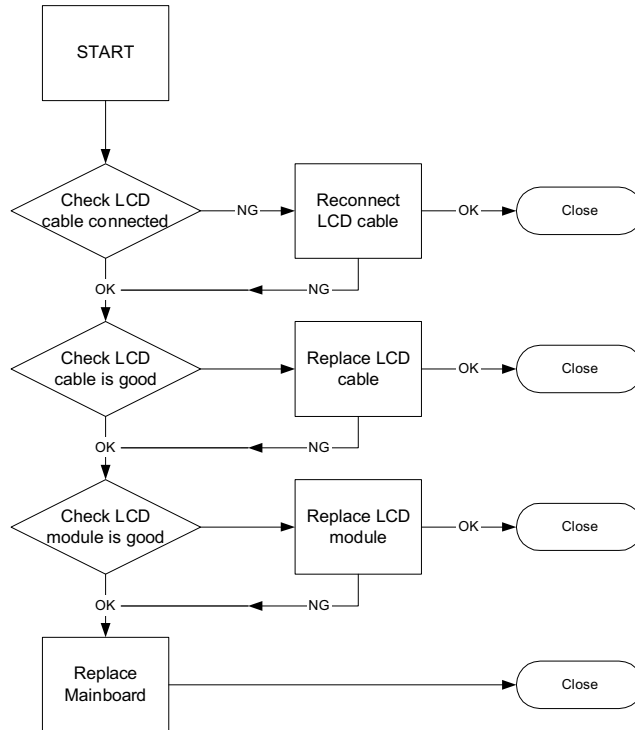 START
Check LCD
cable connected
NG
Reconnect
LCD cable
OK
Close
OK
NG
Check LCD
cable is good
Replace LCD
cable
OK
Close
OK
NG
Check LCD
module is good
Replace LCD
module
OK
Close
OK
NG
Replace
Mainboard
Close